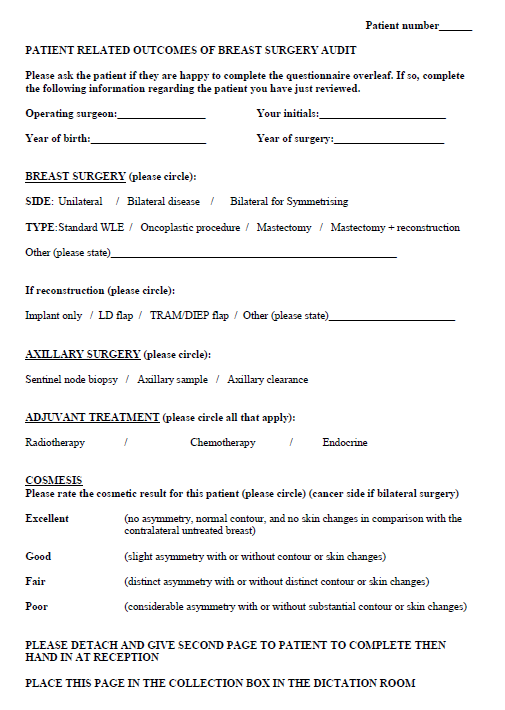 Patient number______
PATIENT RELATED OUTCOMES OF BREAST SURGERY AUDIT
Please ask the patient if they are happy to complete the questionnaire overleaf. If so, complete
the following information regarding the patient you have just reviewed.
Operating surgeon:________________ Your initials:_______________________
Year of birth:_____________________ Year of surgery:____________________
BREAST SURGERY (please circle):
SIDE: Unilateral / Bilateral disease / Bilateral for Symmetrising
TYPE:Standard WLE / Oncoplastic procedure / Mastectomy / Mastectomy + reconstruction
Other (please state)____________________________________________________
If reconstruction (please circle):
Implant only / LD flap / TRAM/DIEP flap / Other (please state)_______________________
AXILLARY SURGERY (please circle):
Sentinel node biopsy / Axillary sample / Axillary clearance
ADJUVANT TREATMENT (please circle all that apply):
Radiotherapy / Chemotherapy / Endocrine
COSMESIS
Please rate the cosmetic result for this patient (please circle) (cancer side if bilateral surgery)
Excellent (no asymmetry, normal contour, and no skin changes in comparison with the
contralateral untreated breast)
Good (slight asymmetry with or without contour or skin changes)
Fair (distinct asymmetry with or without distinct contour or skin changes)
Poor (considerable asymmetry with or without substantial contour or skin changes)
PLEASE DETACH AND GIVE SECOND PAGE TO PATIENT TO COMPLETE THEN
HAND IN AT RECEPTION
PLACE THIS PAGE IN THE COLLECTION BOX IN THE DICTATION ROOM